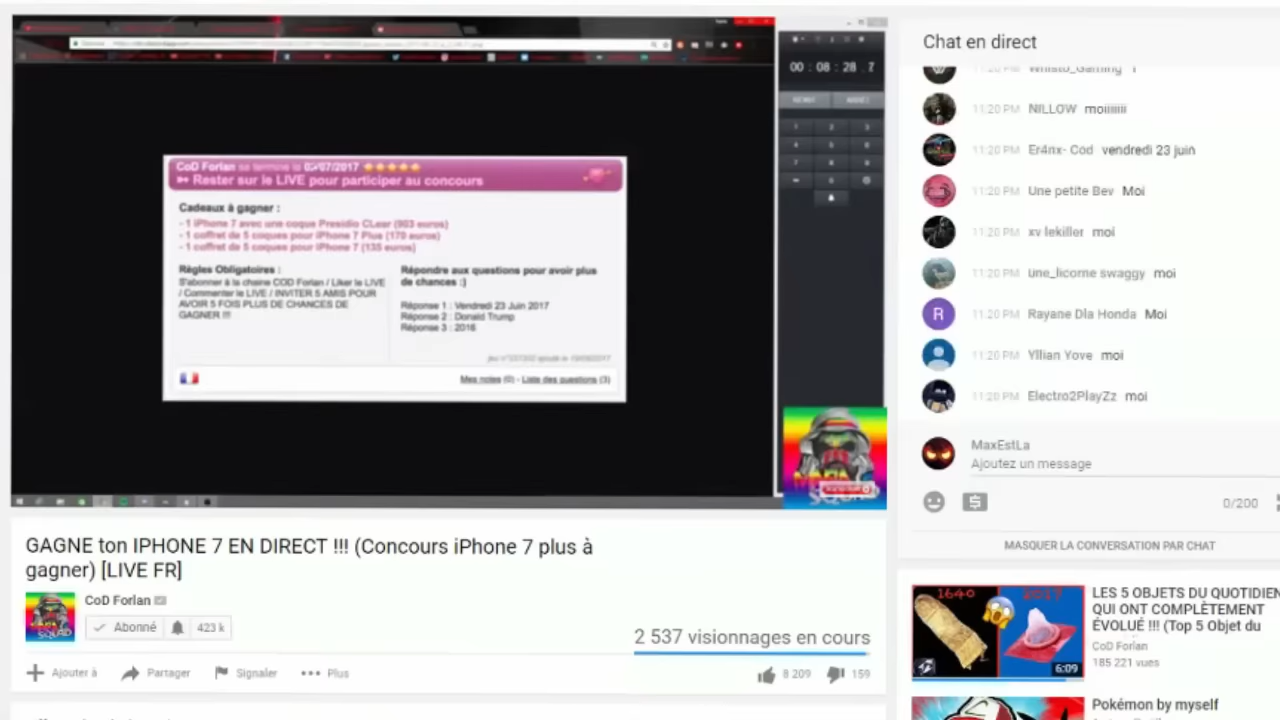 00 : 08 : 28 . 7
CoD Forlan se termine le 05/07/2017
Rester sur le LIVE pour participer au concours
Cadeaux à gagner :
- 1 iPhone 7 avec une coque Presidio CLear (803 euros)
- 1 coffret de 5 coques pour iPhone 7 Plus (170 euros)
- 1 coffret de 5 coques pour iPhone 7 (135 euros)
Règles Obligatoires :
S'abonner à la chaine COD Forlan / Liker le LIVE
/ Commenter le LIVE / INVITER 5 AMIS POUR
AVOIR 5 FOIS PLUS DE CHANCES DE
GAGNER !!!
Répondre aux questions pour avoir plus
de chances :)
Réponse 1 : Vendredi 23 Juin 2017
Réponse 2 : Donald Trump
Réponse 3 : 2016
Mes notes (0) - Liste des questions (3)
GAGNE ton IPHONE 7 EN DIRECT !!! (Concours iPhone 7 plus à
gagner) [LIVE FR]
CoD Forlan
Abonné 423 k
2 537 visionnages en cours
Ajouter à Partager Signaler Plus 8 209 159
Chat en direct
11:20 PM Whisto_Gaming
11:20 PM NILLOW moiiiiiiii
11:20 PM Er4nx- Cod vendredi 23 juin
11:20 PM Une petite Bev Moi
11:20 PM xv lekiller moi
11:20 PM une_licorne swaggy moi
R 11:20 PM Rayane Dla Honda Moi
11:20 PM Yllian Yove moi
11:20 PM Electro2PlayZz moi
MaxEstLa
Ajoutez un message
0/200
MASQUER LA CONVERSATION PAR CHAT
1640 2017
6:09
LES 5 OBJETS DU QUOTIDIEN
QUI ONT COMPLÈTEMENT
ÉVOLUÉ !!! (Top 5 Objet du
CoD Forlan
185 221 vues
Pokémon by myself